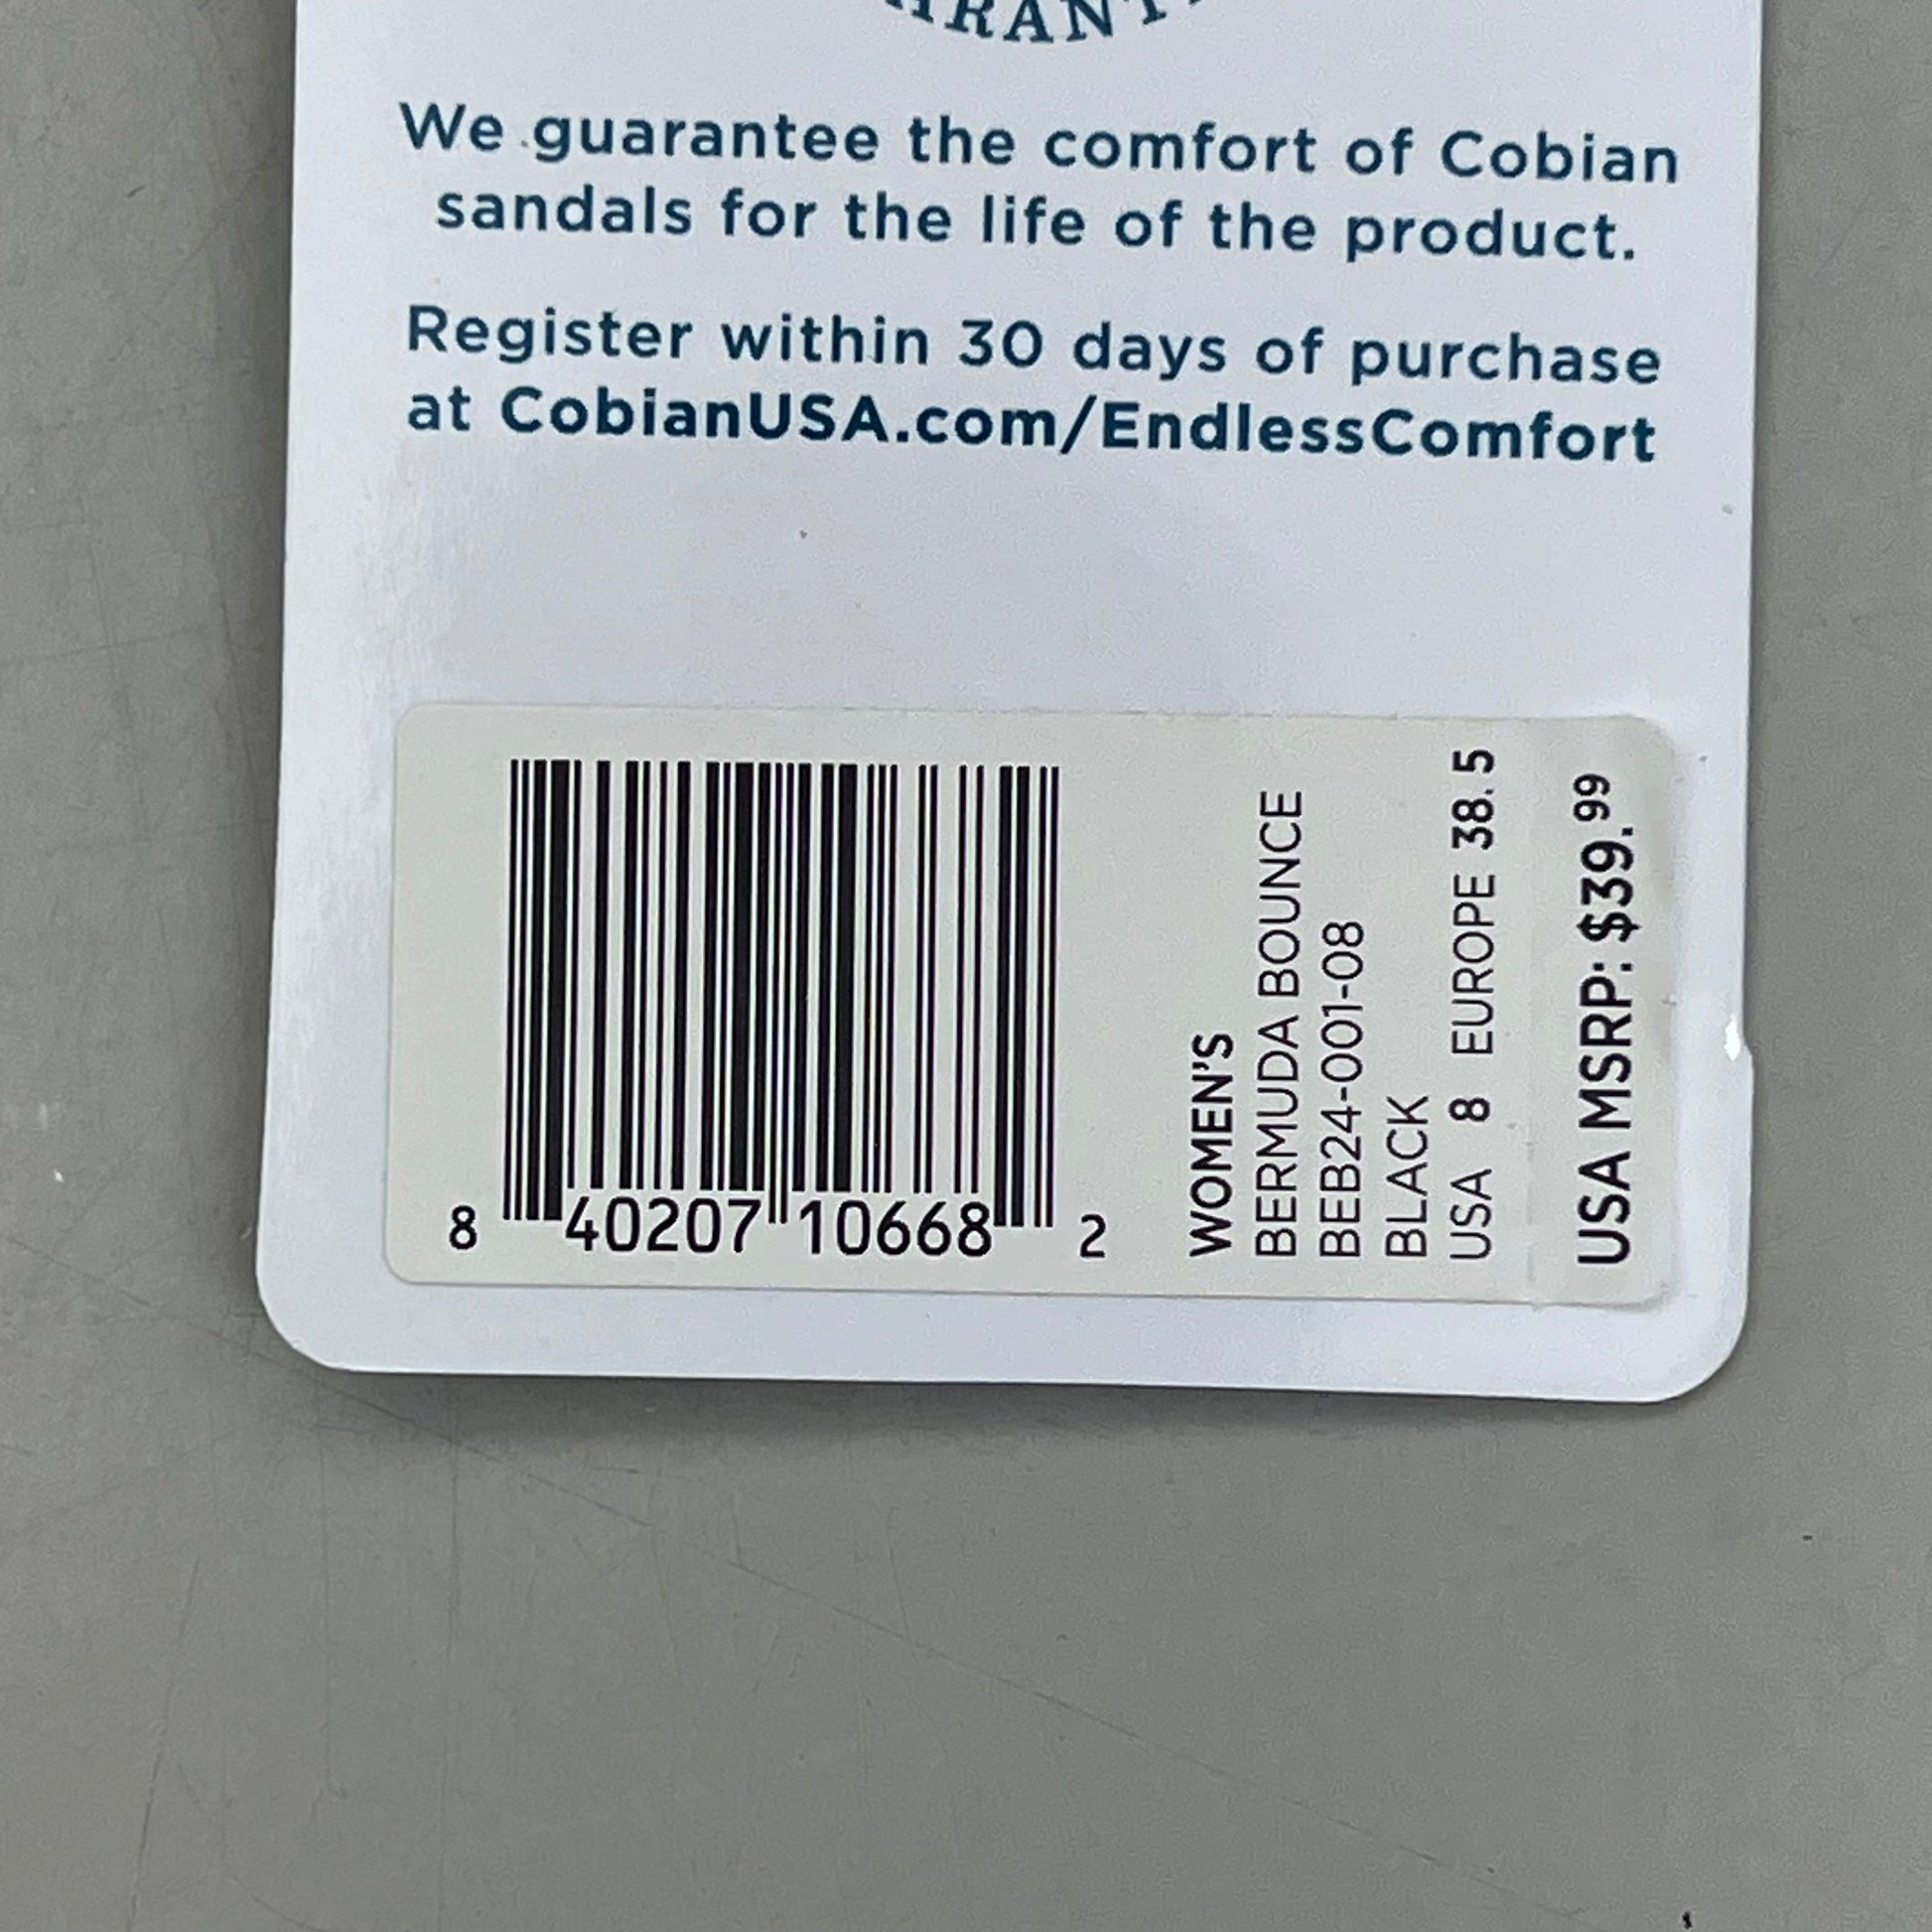 We guarantee the comfort of Cobian
sandals for the life of the product.
Register within 30 days of purchase
at CobianUSA.com/EndlessComfort
8 40207 10668 2
WOMEN'S
BERMUDA BOUNCE
BEB24-001-08
BLACK
USA 8 EUROPE 38.5
USA MSRP: $39.99